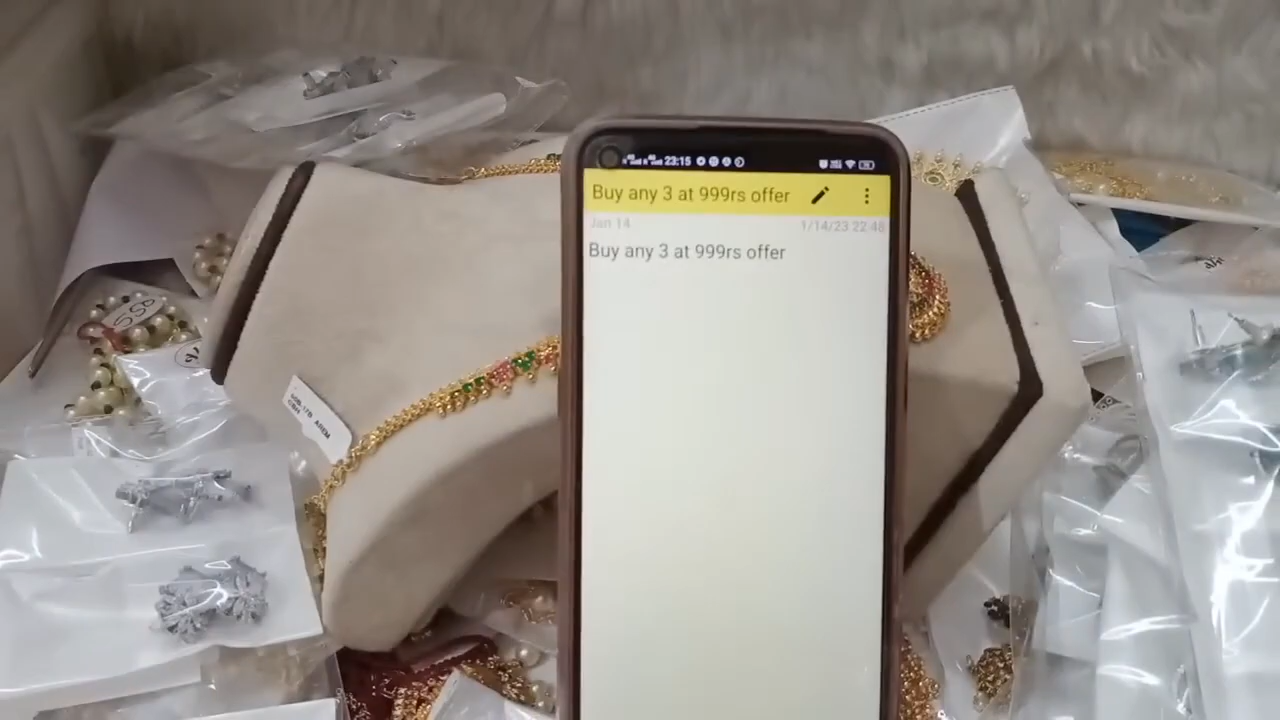 23:15
Buy any 3 at 999rs offer
Jan 14 1/14/23 22:48
Buy any 3 at 999rs offer